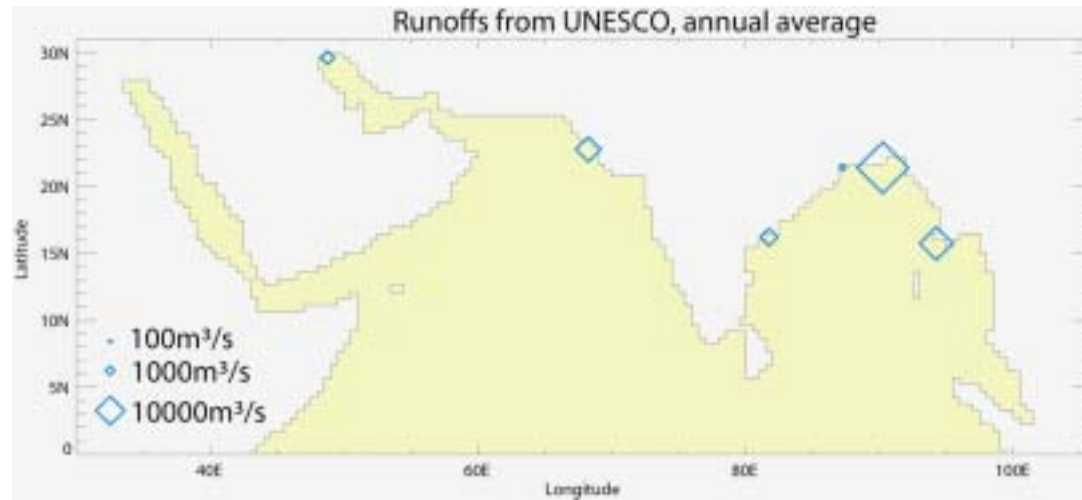 Runoffs from UNESCO, annual average
30N
25N
20N
15N
10N
5N
0
Latitude
100m³/s
1000m³/s
10000m³/s
40E
60E
80E
100E
Longitude